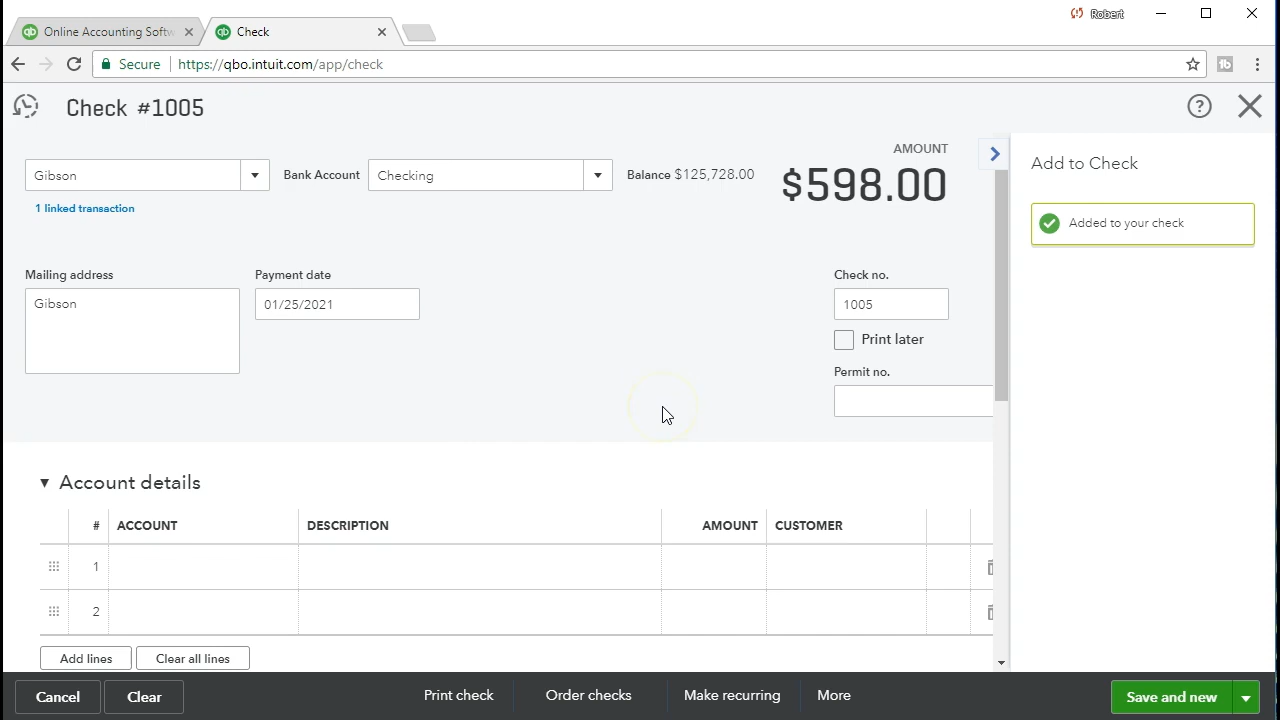 Robert
Online Accounting Softw
Check
Secure
https://qbo.intuit.com/app/check
Check #1005
Gibson
Bank Account
Checking
Balance $125,728.00
AMOUNT
$598.00
1 linked transaction
Mailing address
Gibson
Payment date
01/25/2021
Check no.
1005
Print later
Permit no.
Add to Check
Added to your check
Account details
# ACCOUNT DESCRIPTION AMOUNT CUSTOMER
1
2
Add lines
Clear all lines
Cancel
Clear
Print check
Order checks
Make recurring
More
Save and new